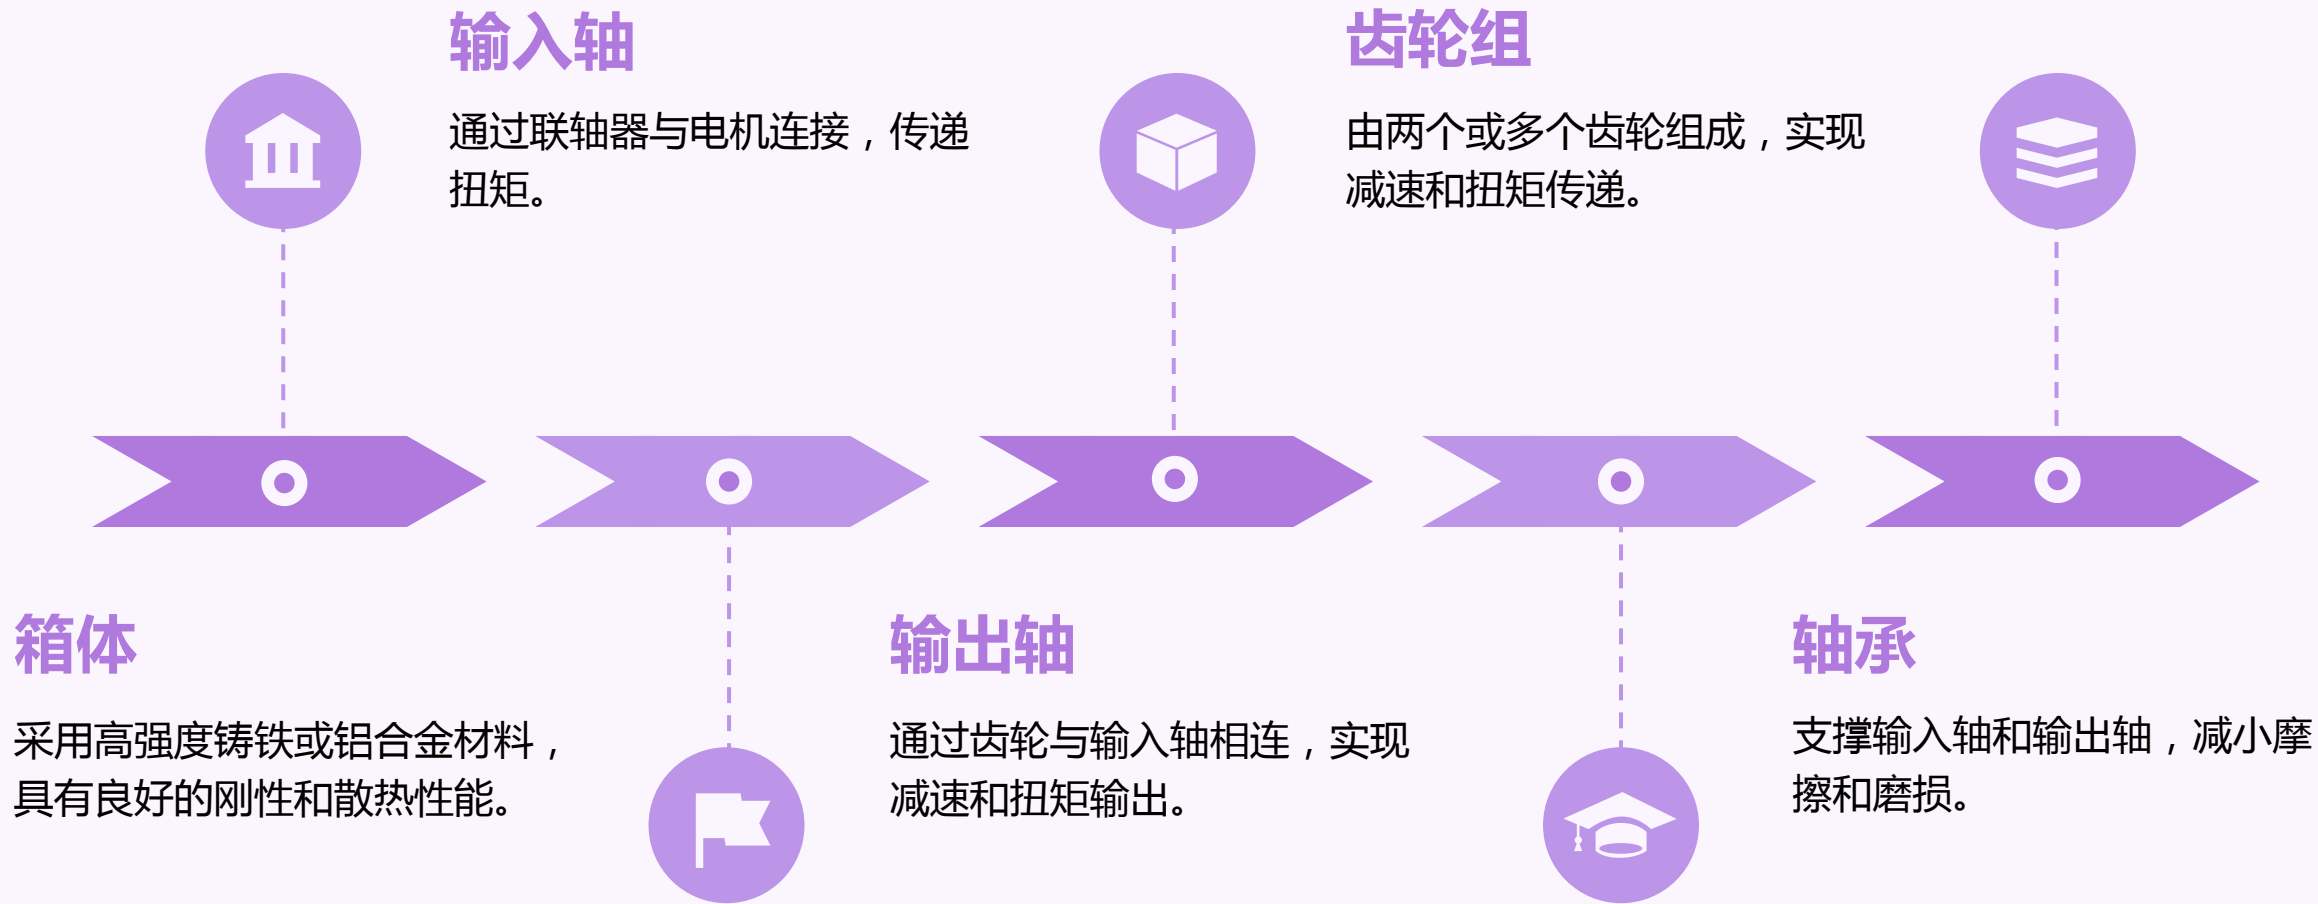 输入轴
通过联轴器与电机连接，传递
扭矩。
齿轮组
由两个或多个齿轮组成，实现
减速和扭矩传递。
箱体
采用高强度铸铁或铝合金材料，
具有良好的刚性和散热性能。
输出轴
通过齿轮与输入轴相连，实现
减速和扭矩输出。
轴承
支撑输入轴和输出轴，减小摩
擦和磨损。